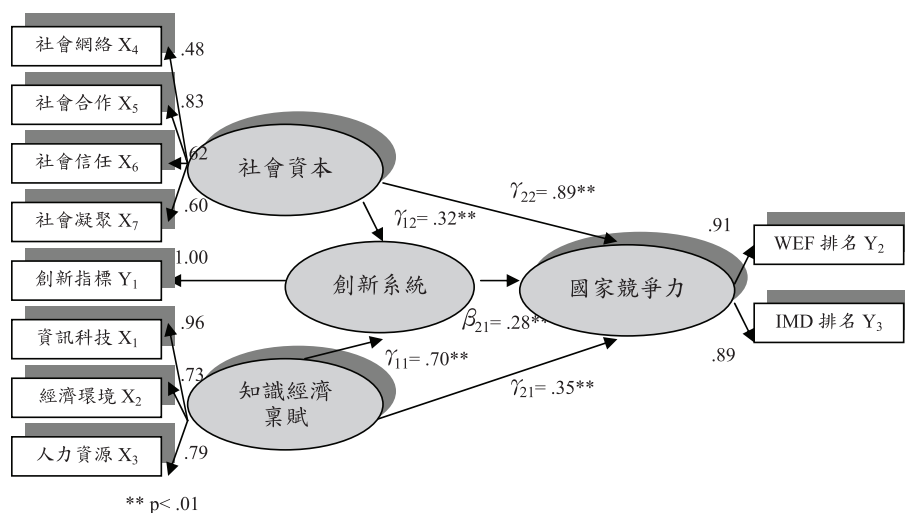 社會網絡 X4
.48
社會合作 X5
.83
社會信任 X6
.62
社會凝聚 X7
.60
社會資本
γ22= .89**
γ12= .32**
創新指標 Y1
1.00
創新系統
β21= .28**
國家競爭力
.91
WEF 排名 Y2
IMD 排名 Y3
.89
資訊科技 X1
.96
經濟環境 X2
.73
人力資源 X3
.79
知識經濟
稟賦
γ11= .70**
γ21= .35**
** p< .01